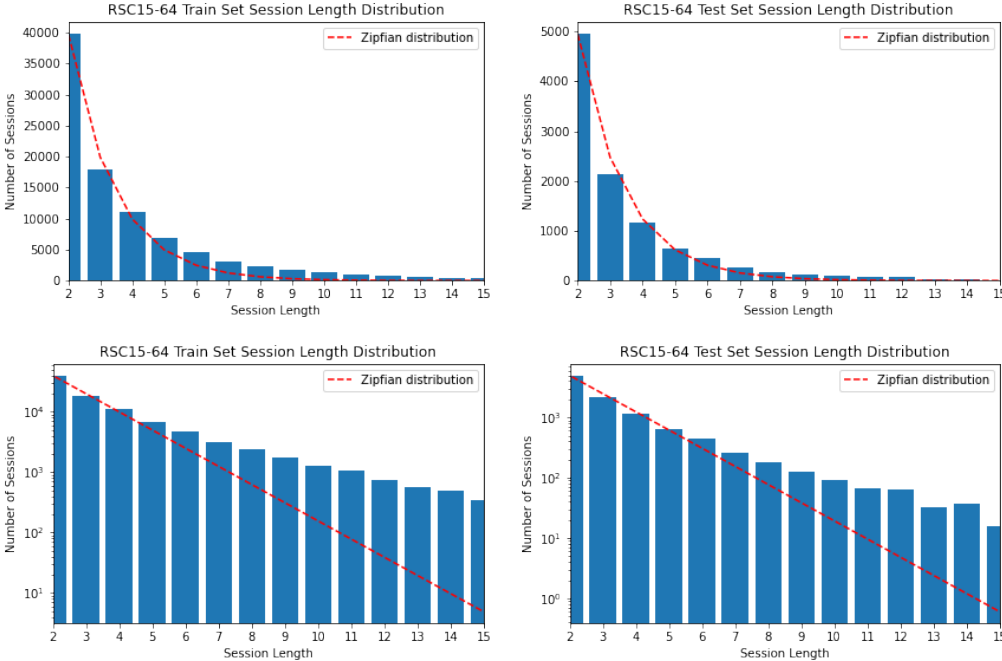 RSC15-64 Train Set Session Length Distribution
Number of Sessions
40000
35000
30000
25000
20000
15000
10000
5000
0
Zipfian distribution
2 3 4 5 6 7 8 9 10 11 12 13 14 15
Session Length
RSC15-64 Test Set Session Length Distribution
Number of Sessions
5000
4000
3000
2000
1000
0
Zipfian distribution
2 3 4 5 6 7 8 9 10 11 12 13 14 15
Session Length
RSC15-64 Train Set Session Length Distribution
Number of Sessions
10⁴
10³
10²
10¹
Zipfian distribution
2 3 4 5 6 7 8 9 10 11 12 13 14 15
Session Length
RSC15-64 Test Set Session Length Distribution
Number of Sessions
10³
10²
10¹
10⁰
Zipfian distribution
2 3 4 5 6 7 8 9 10 11 12 13 14 15
Session Length